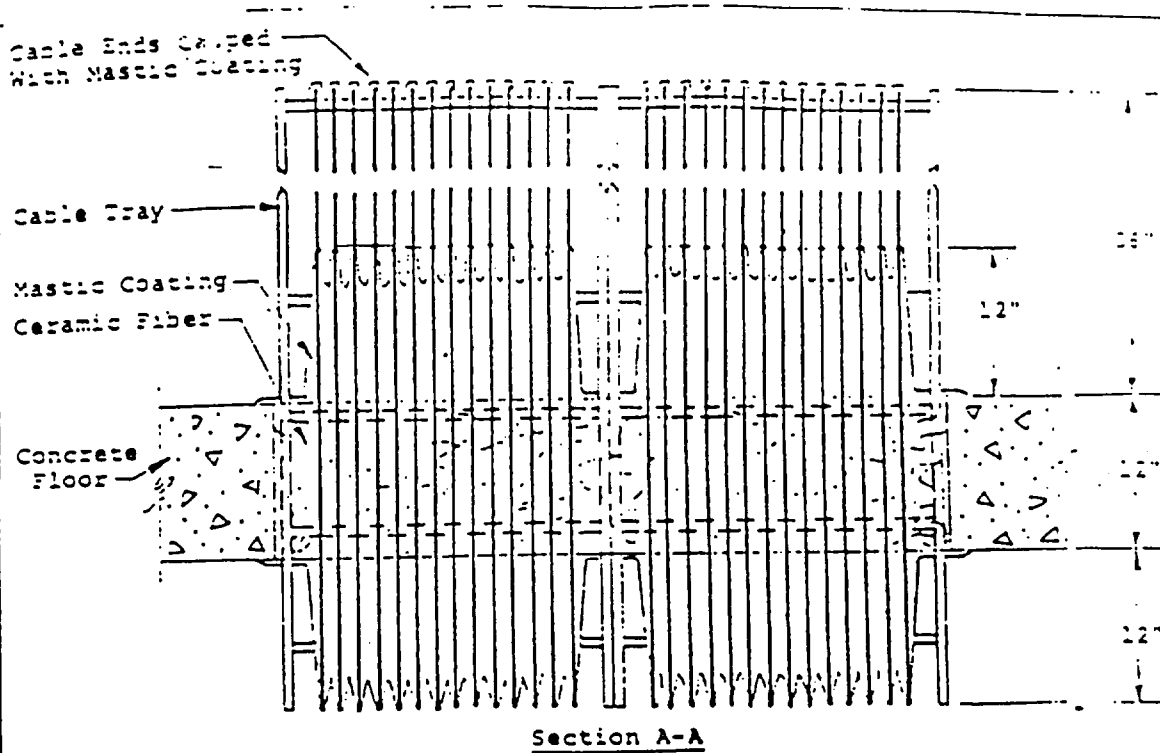 Cable Ends Capped
With Mastic Coating
Cable Tray
Mastic Coating
Ceramic Fiber
Concrete
Floor
12"
12"
12"
Section A-A